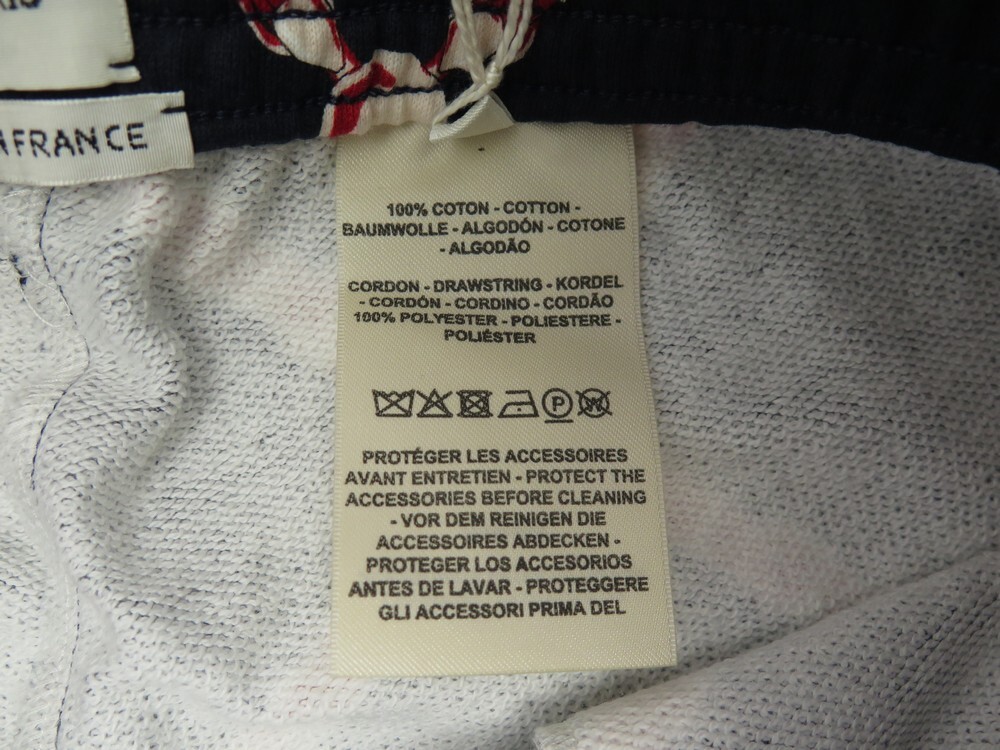 FRANCE
100% COTON - COTTON -
BAUMWOLLE - ALGODÓN - COTONE
- ALGODÃO
CORDON - DRAWSTRING - KORDEL
- CORDÓN - CORDINO - CORDÃO
100% POLYESTER - POLIESTERE -
POLIÉSTER
P
W
PROTÉGER LES ACCESSOIRES
AVANT ENTRETIEN - PROTECT THE
ACCESSORIES BEFORE CLEANING
- VOR DEM REINIGEN DIE
ACCESSOIRES ABDECKEN -
PROTEGER LOS ACCESORIOS
ANTES DE LAVAR - PROTEGGERE
GLI ACCESSORI PRIMA DEL